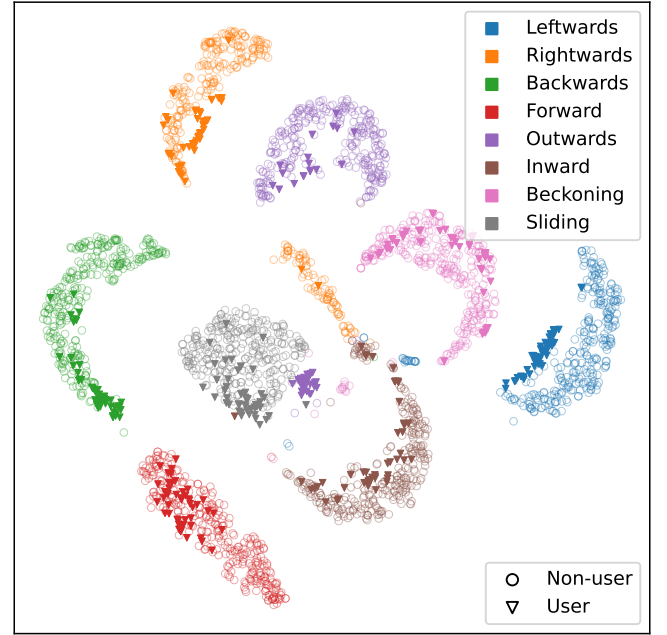 Leftwards
Rightwards
Backwards
Forward
Outwards
Inward
Beckoning
Sliding
Non-user
User